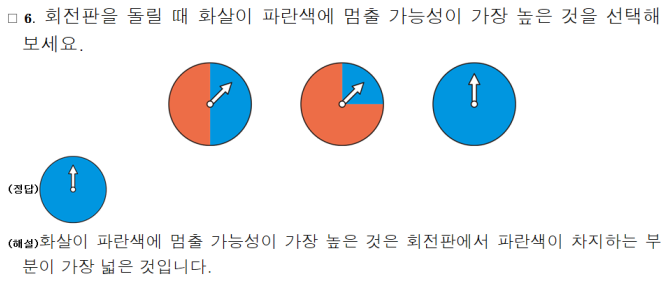 □ 6. 회전판을 돌릴 때 화살이 파란색에 멈출 가능성이 가장 높은 것을 선택해
보세요.
(정답)
(해설)화살이 파란색에 멈출 가능성이 가장 높은 것은 회전판에서 파란색이 차지하는 부
분이 가장 넓은 것입니다.